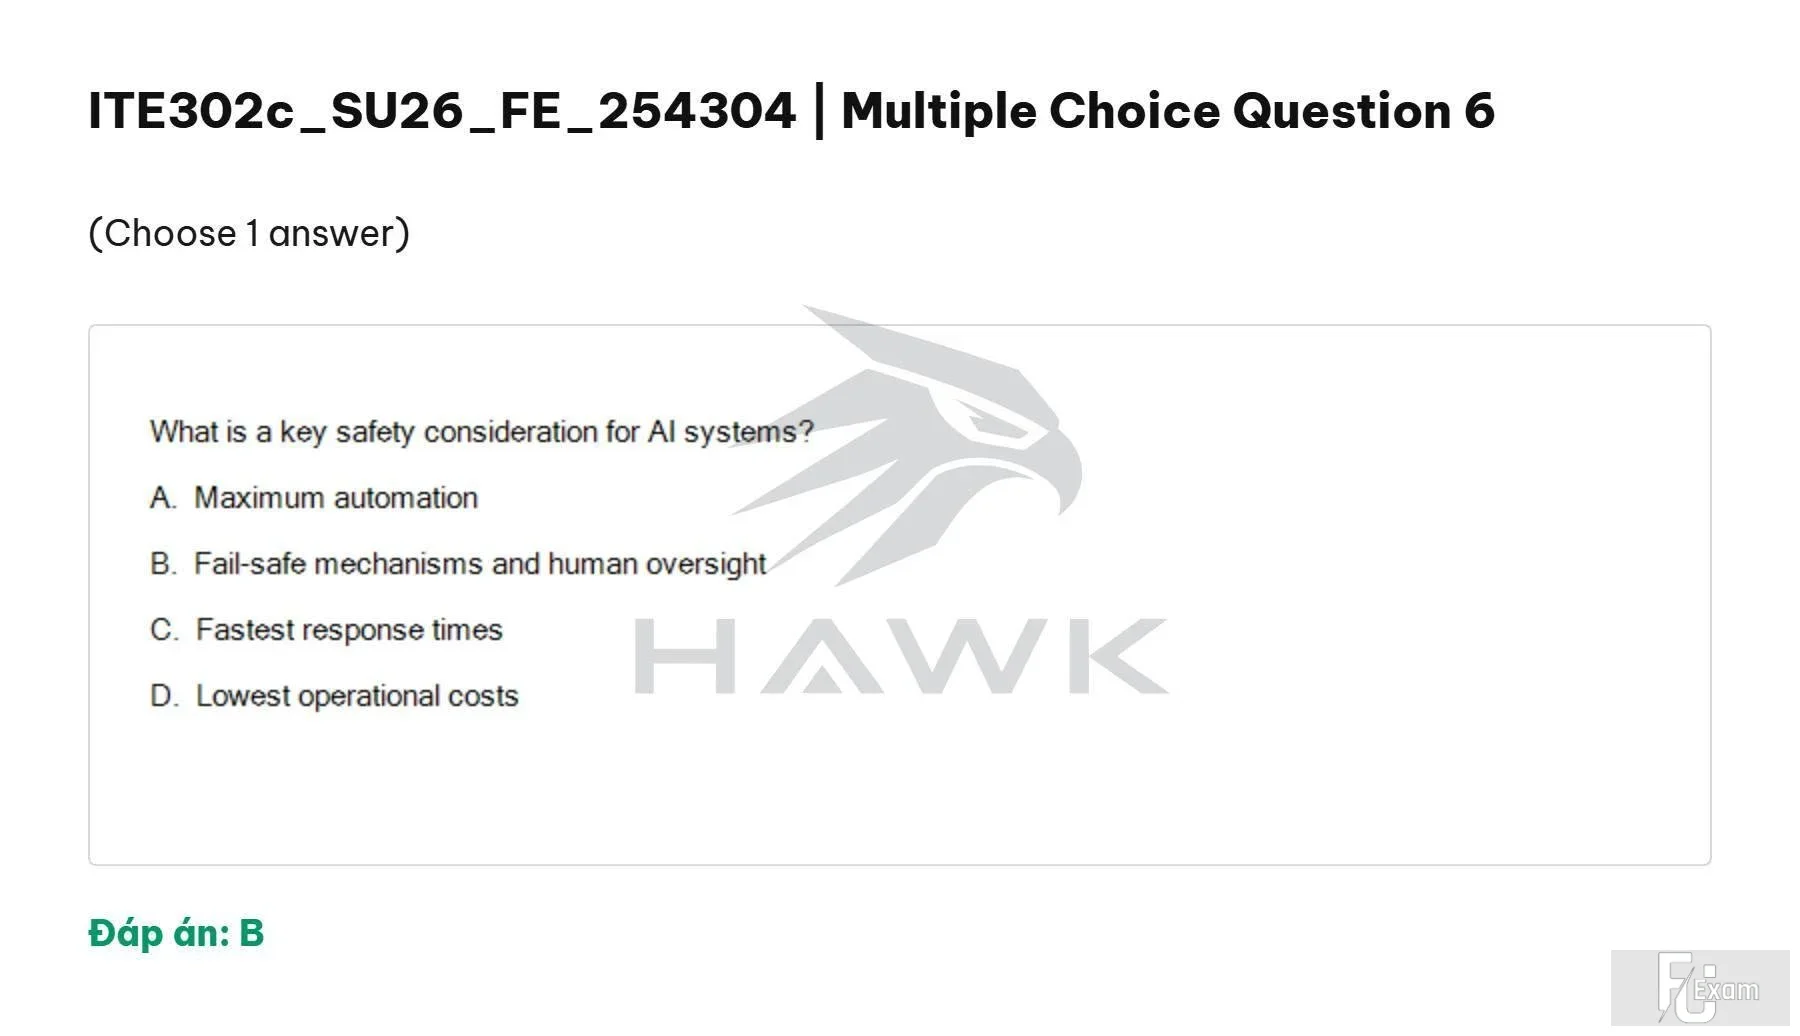 ITE302c_SU26_FE_254304 | Multiple Choice Question 6
(Choose 1 answer)
What is a key safety consideration for AI systems?
A. Maximum automation
B. Fail-safe mechanisms and human oversight
C. Fastest response times
D. Lowest operational costs
HAWK
Đáp án: B
FU Exam